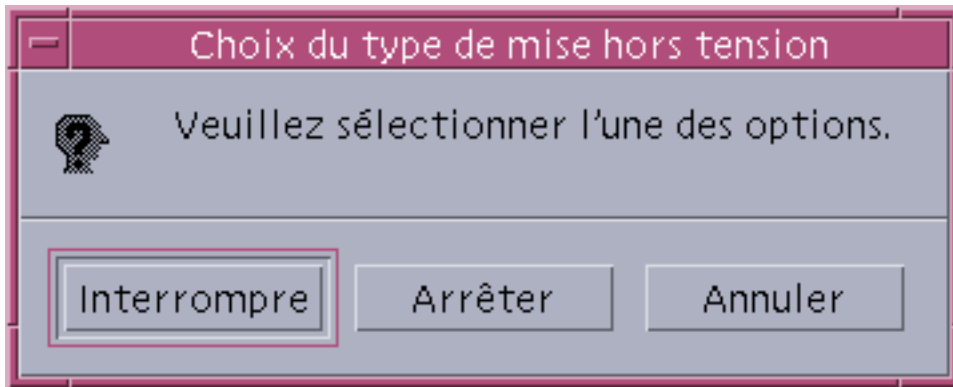 Choix du type de mise hors tension
Veuillez sélectionner l'une des options.
Interrompre Arrêter Annuler